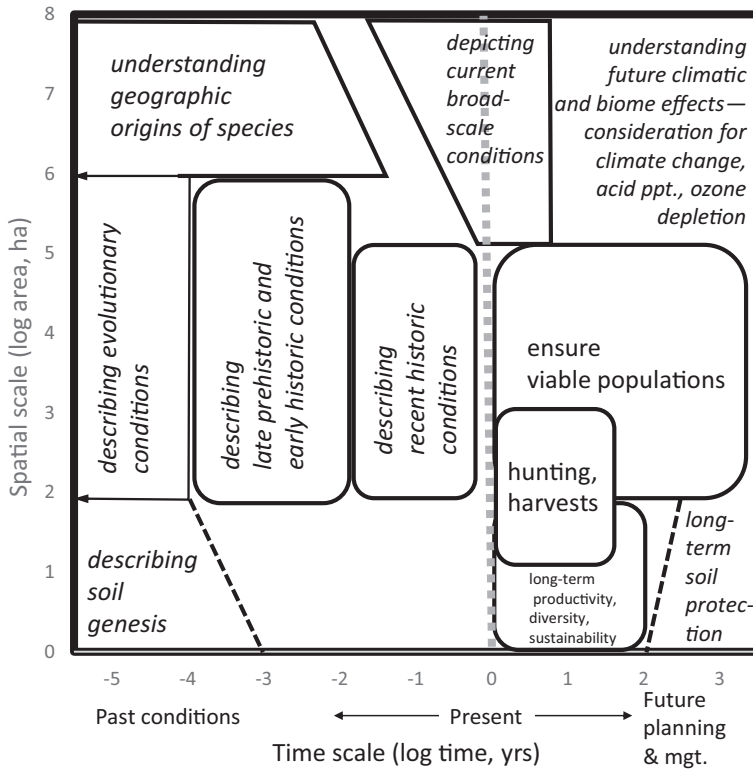 8
7
6
5
4
3
2
1
0
Spatial scale (log area, ha)
understanding
geographic
origins of species
depicting
current
broad-
scale
conditions
understanding
future climatic
and biome effects—
consideration for
climate change,
acid ppt., ozone
depletion
describing evolutionary
conditions
describing
late prehistoric and
early historic conditions
describing
recent historic
conditions
ensure
viable populations
hunting,
harvests
describing
soil
genesis
long-term
productivity,
diversity,
sustainability
long-
term
soil
protec-
tion
-5 -4 -3 -2 -1 0 1 2 3
Past conditions
Present
Future
planning
& mgt.
Time scale (log time, yrs)